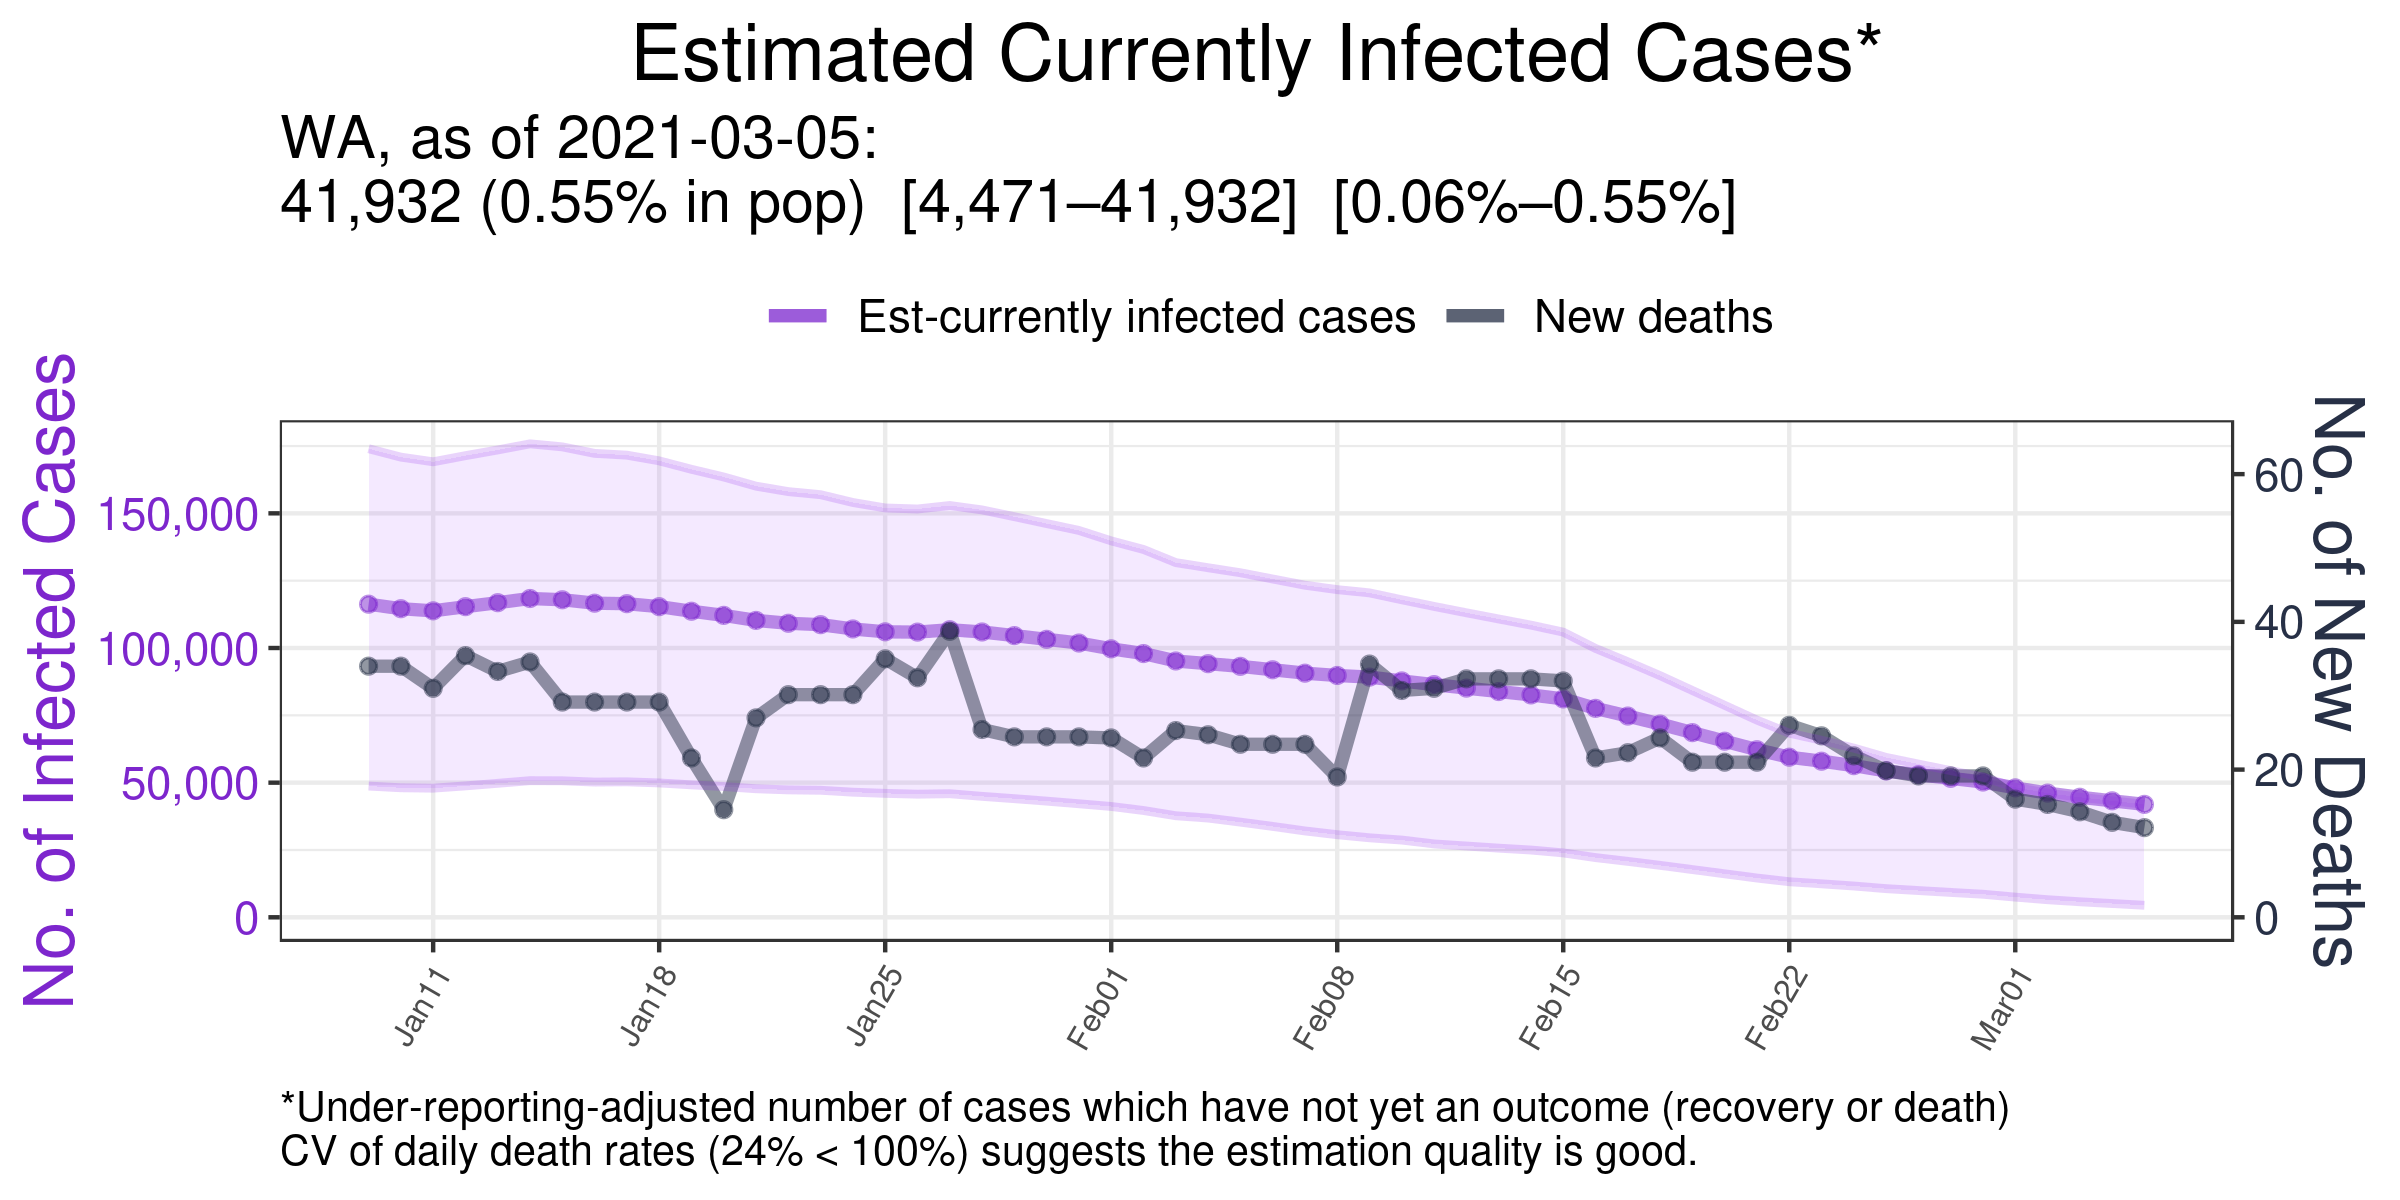 Estimated Currently Infected Cases*
WA, as of 2021-03-05:
41,932 (0.55% in pop)  [4,471–41,932]  [0.06%–0.55%]
Est-currently infected cases
New deaths
No. of Infected Cases
150,000
100,000
50,000
0
60
40
20
0
No. of New Deaths
Jan11
Jan18
Jan25
Feb01
Feb08
Feb15
Feb22
Mar01
*Under-reporting-adjusted number of cases which have not yet an outcome (recovery or death)
CV of daily death rates (24% < 100%) suggests the estimation quality is good.